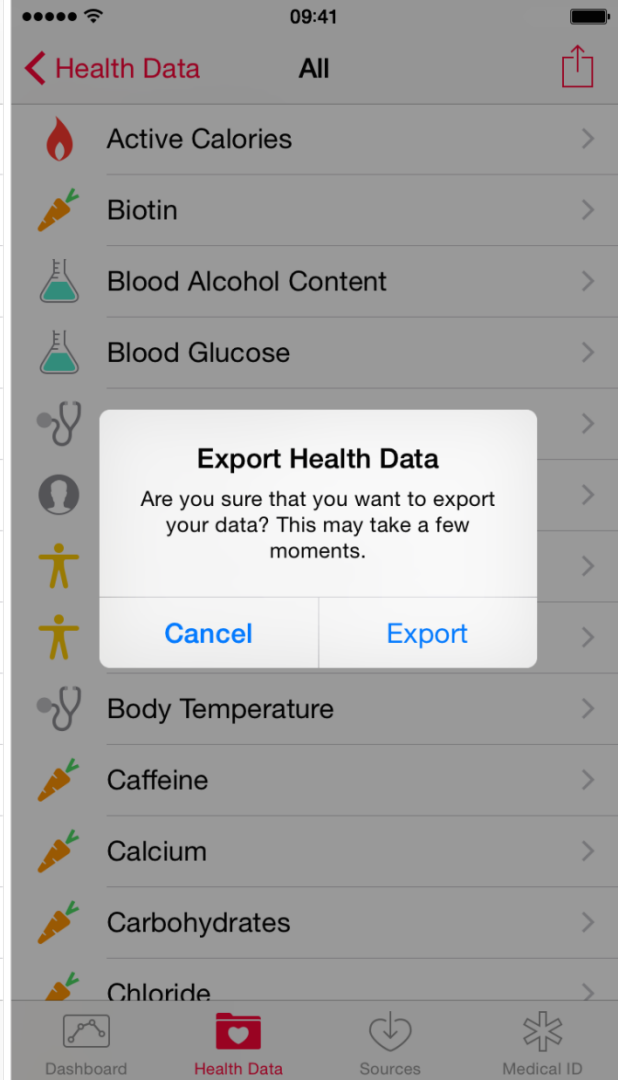 09:41
Health Data
All
Active Calories
Biotin
Blood Alcohol Content
Blood Glucose
Export Health Data
Are you sure that you want to export
your data? This may take a few
moments.
Cancel
Export
Body Temperature
Caffeine
Calcium
Carbohydrates
Chloride
Dashboard
Health Data
Sources
Medical ID